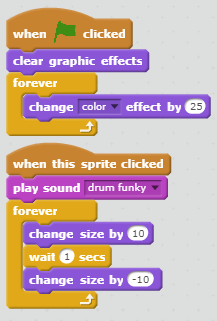 when clicked
clear graphic effects
forever
change color effect by 25
when this sprite clicked
play sound drum funky
forever
change size by 10
wait 1 secs
change size by -10